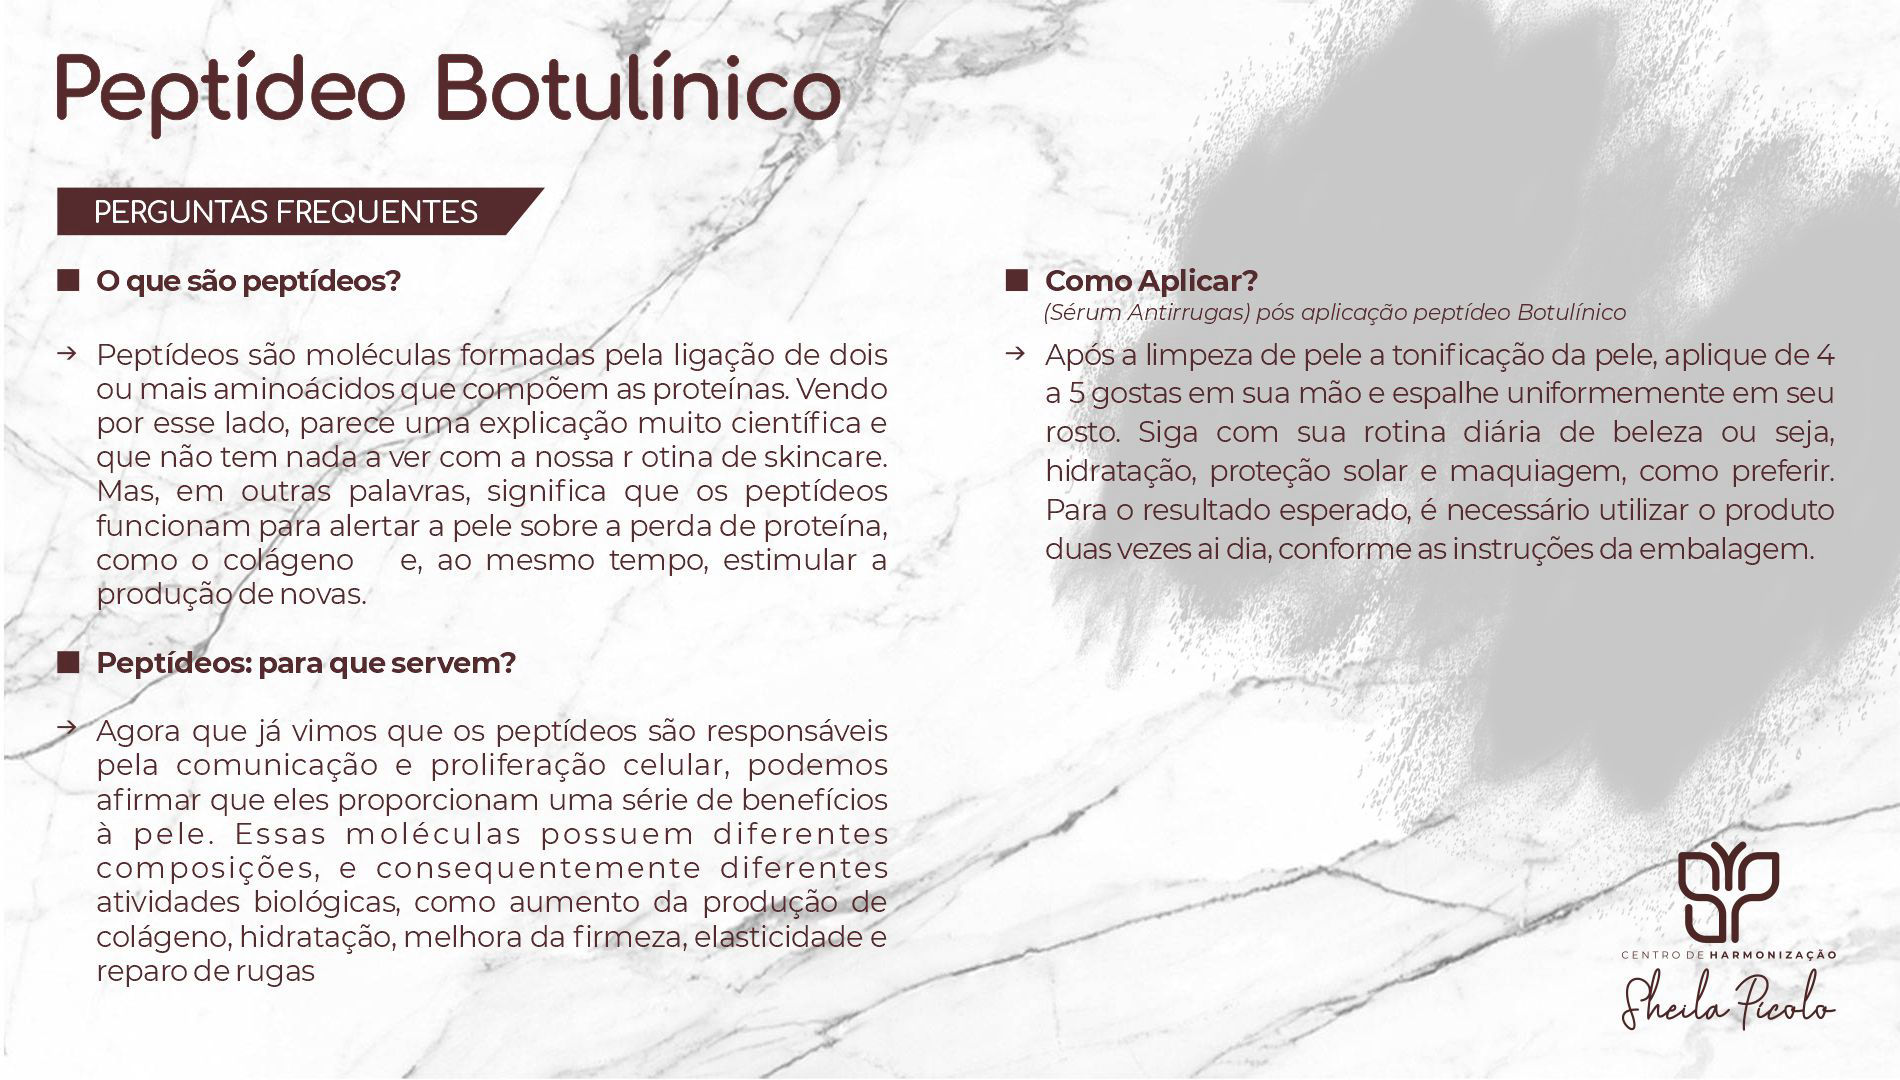 Peptídeo Botulínico
PERGUNTAS FREQUENTES
O que são peptídeos?
Peptídeos são moléculas formadas pela ligação de dois
ou mais aminoácidos que compõem as proteínas. Vendo
por esse lado, parece uma explicação muito científica e
que não tem nada a ver com a nossa r otina de skincare.
Mas, em outras palavras, significa que os peptídeos
funcionam para alertar a pele sobre a perda de proteína,
como o colágeno e, ao mesmo tempo, estimular a
produção de novas.
Peptídeos: para que servem?
Agora que já vimos que os peptídeos são responsáveis
pela comunicação e proliferação celular, podemos
afirmar que eles proporcionam uma série de benefícios
à pele. Essas moléculas possuem diferentes
composições, e consequentemente diferentes
atividades biológicas, como aumento da produção de
colágeno, hidratação, melhora da firmeza, elasticidade e
reparo de rugas
Como Aplicar?
(Sérum Antirrugas) pós aplicação peptídeo Botulínico
Após a limpeza de pele a tonificação da pele, aplique de 4
a 5 gostas em sua mão e espalhe uniformemente em seu
rosto. Siga com sua rotina diária de beleza ou seja,
hidratação, proteção solar e maquiagem, como preferir.
Para o resultado esperado, é necessário utilizar o produto
duas vezes ai dia, conforme as instruções da embalagem.
CENTRO DE HARMONIZAÇÃO
Sheila Pícolo